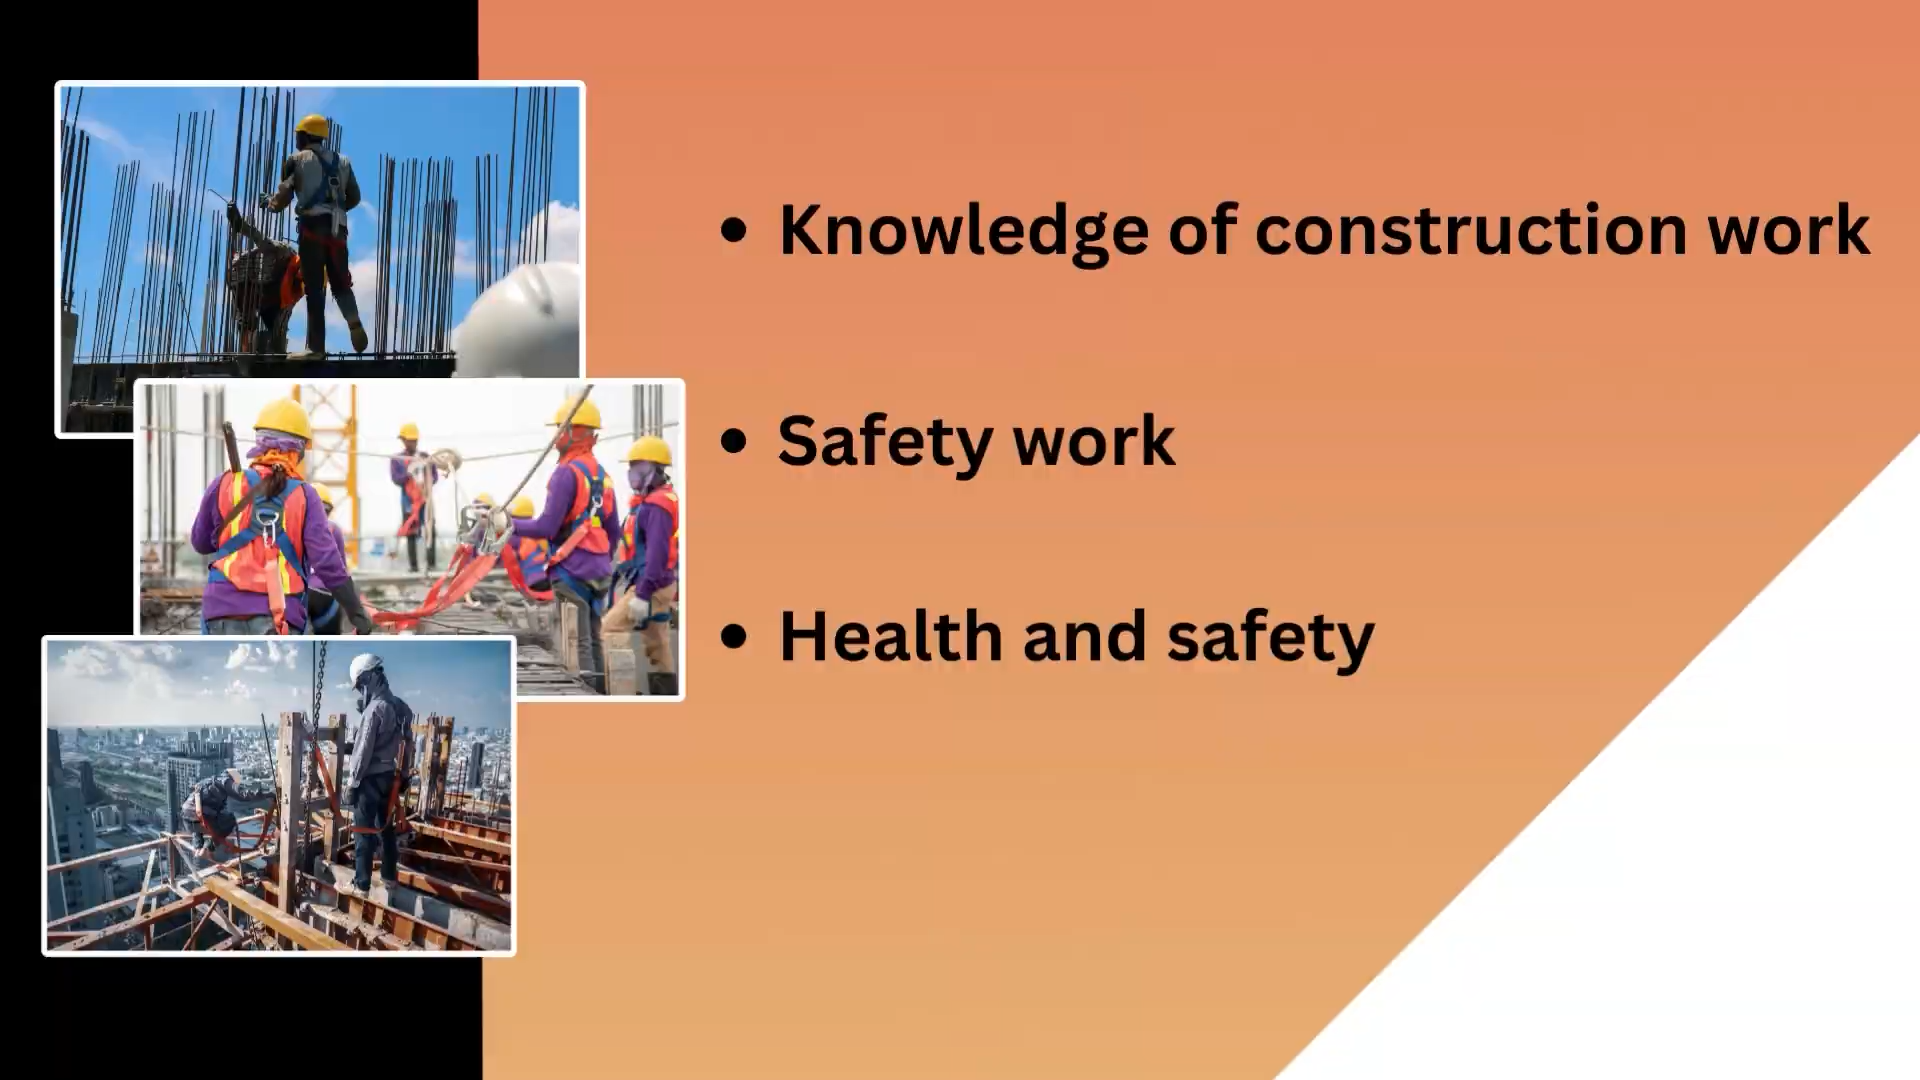 • Knowledge of construction work
• Safety work
• Health and safety